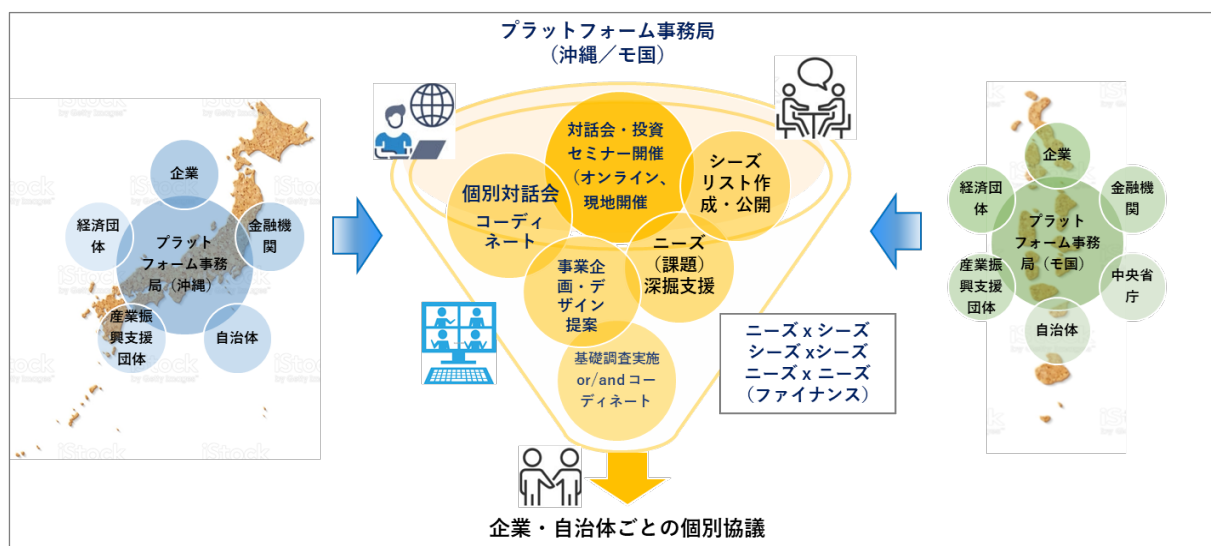 プラットフォーム事務局
（沖縄／モ国）
対話会・投資
セミナー開催
（オンライン、
現地開催
シーズ
リスト作
成・公開
個別対話会
コーディ
ネート
ニーズ
（課題）
深掘支援
事業企
画・デ
ザイン
提案
基礎調査実施
or/and コー
ディネート
企業
経済団
体
金融機
関
プラット
フォーム事務
局（沖縄）
産業振
興支援
団体
自治体
企業
経済団
体
金融機
関
プラット
フォーム事務
局（モ国）
産業振
興支援
団体
中央省
庁
自治体
ニーズ x シーズ
シーズ xシーズ
ニーズ x ニーズ
（ファイナンス）
企業・自治体ごとの個別協議
iStock
by Getty Images
iStock